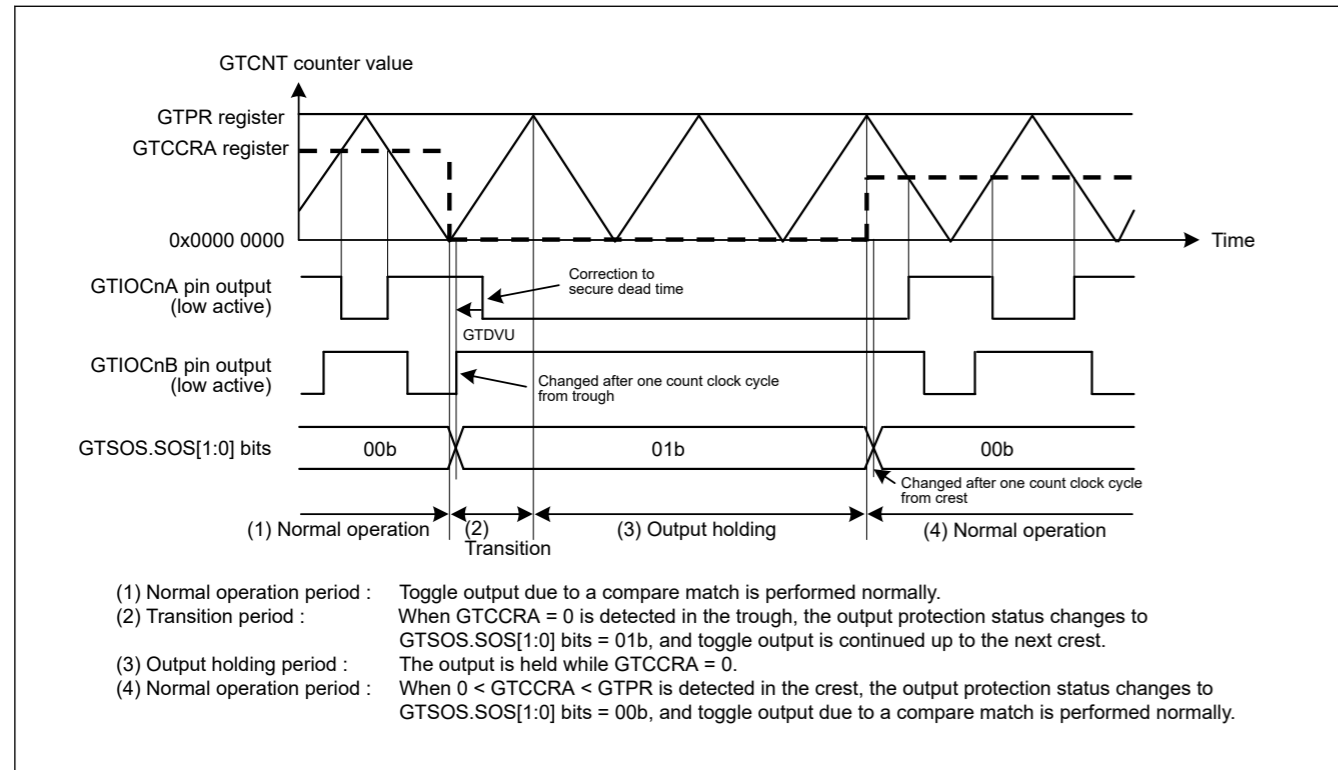 GTCNT counter value
GTPR register
GTCCRA register
0x0000 0000
Time
GTIOCnA pin output
(low active)
Correction to
secure dead time
GTDVU
GTIOCnB pin output
(low active)
Changed after one count clock cycle
from trough
GTSOS.SOS[1:0] bits
00b
01b
00b
Changed after one count clock cycle
from crest
(1) Normal operation
(2)
Transition
(3) Output holding
(4) Normal operation
(1) Normal operation period : Toggle output due to a compare match is performed normally.
(2) Transition period : When GTCCRA = 0 is detected in the trough, the output protection status changes to
GTSOS.SOS[1:0] bits = 01b, and toggle output is continued up to the next crest.
(3) Output holding period : The output is held while GTCCRA = 0.
(4) Normal operation period : When 0 < GTCCRA < GTPR is detected in the crest, the output protection status changes to
GTSOS.SOS[1:0] bits = 00b, and toggle output due to a compare match is performed normally.